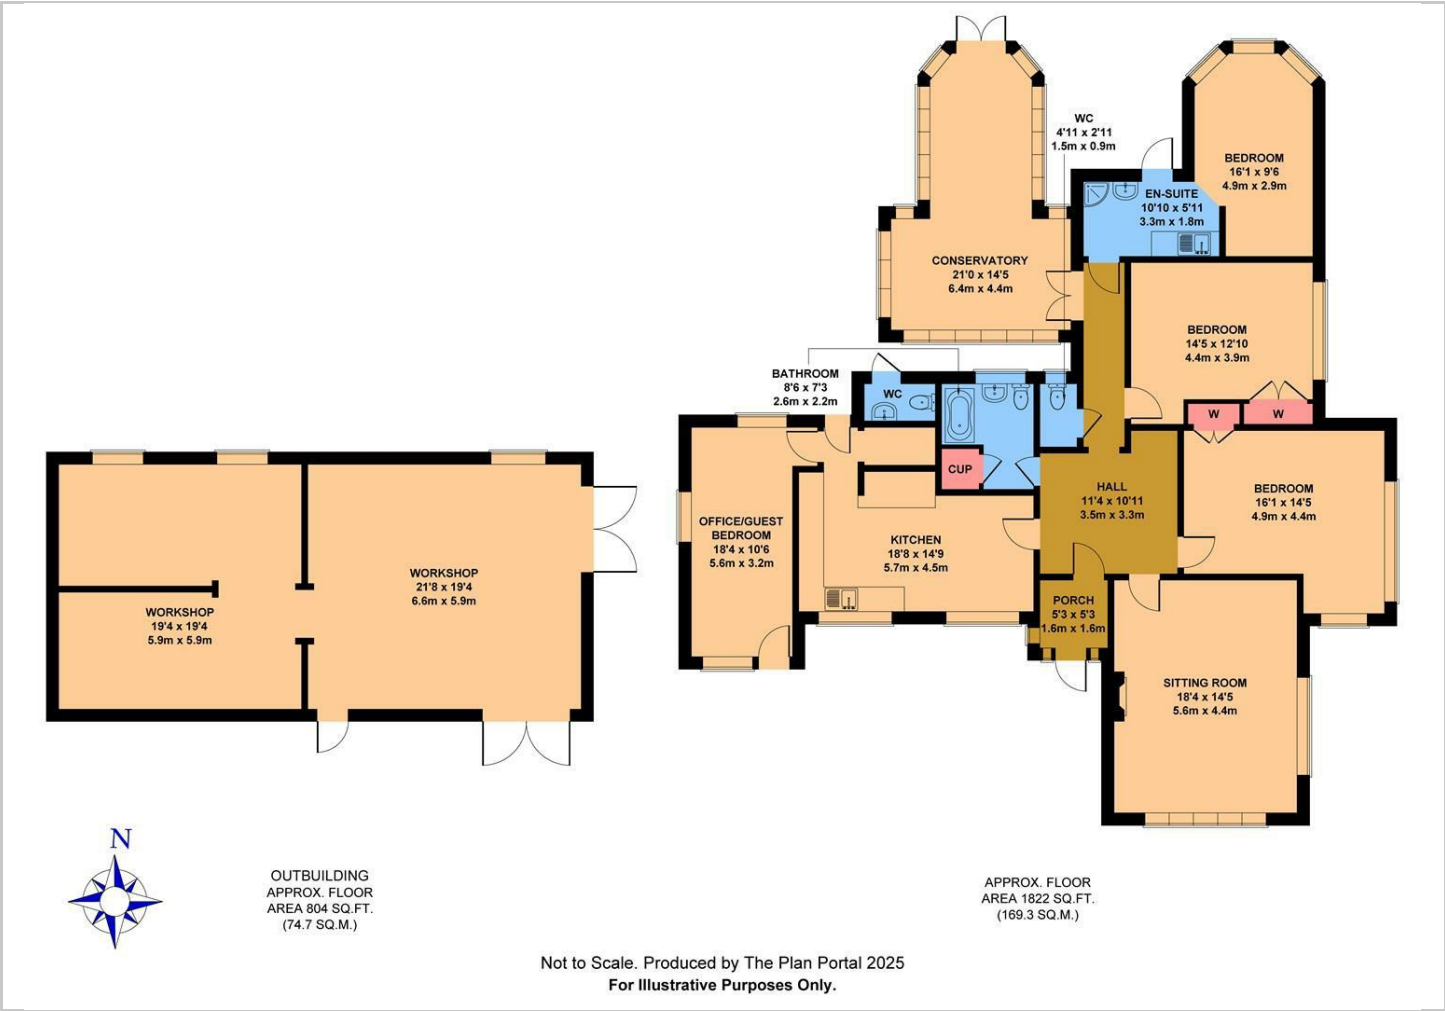 WC
4'11 x 2'11
1.5m x 0.9m
BEDROOM
16'1 x 9'6
4.9m x 2.9m
EN-SUITE
10'10 x 5'11
3.3m x 1.8m
CONSERVATORY
21'0 x 14'5
6.4m x 4.4m
BEDROOM
14'5 x 12'10
4.4m x 3.9m
BATHROOM
8'6 x 7'3
2.6m x 2.2m
WC
W
W
CUP
HALL
11'4 x 10'11
3.5m x 3.3m
BEDROOM
16'1 x 14'5
4.9m x 4.4m
OFFICE/GUEST
BEDROOM
18'4 x 10'6
5.6m x 3.2m
KITCHEN
18'8 x 14'9
5.7m x 4.5m
WORKSHOP
21'8 x 19'4
6.6m x 5.9m
WORKSHOP
19'4 x 19'4
5.9m x 5.9m
PORCH
5'3 x 5'3
1.6m x 1.6m
SITTING ROOM
18'4 x 14'5
5.6m x 4.4m
N
OUTBUILDING
APPROX. FLOOR
AREA 804 SQ.FT.
(74.7 SQ.M.)
APPROX. FLOOR
AREA 1822 SQ.FT.
(169.3 SQ.M.)
Not to Scale. Produced by The Plan Portal 2025
For Illustrative Purposes Only.